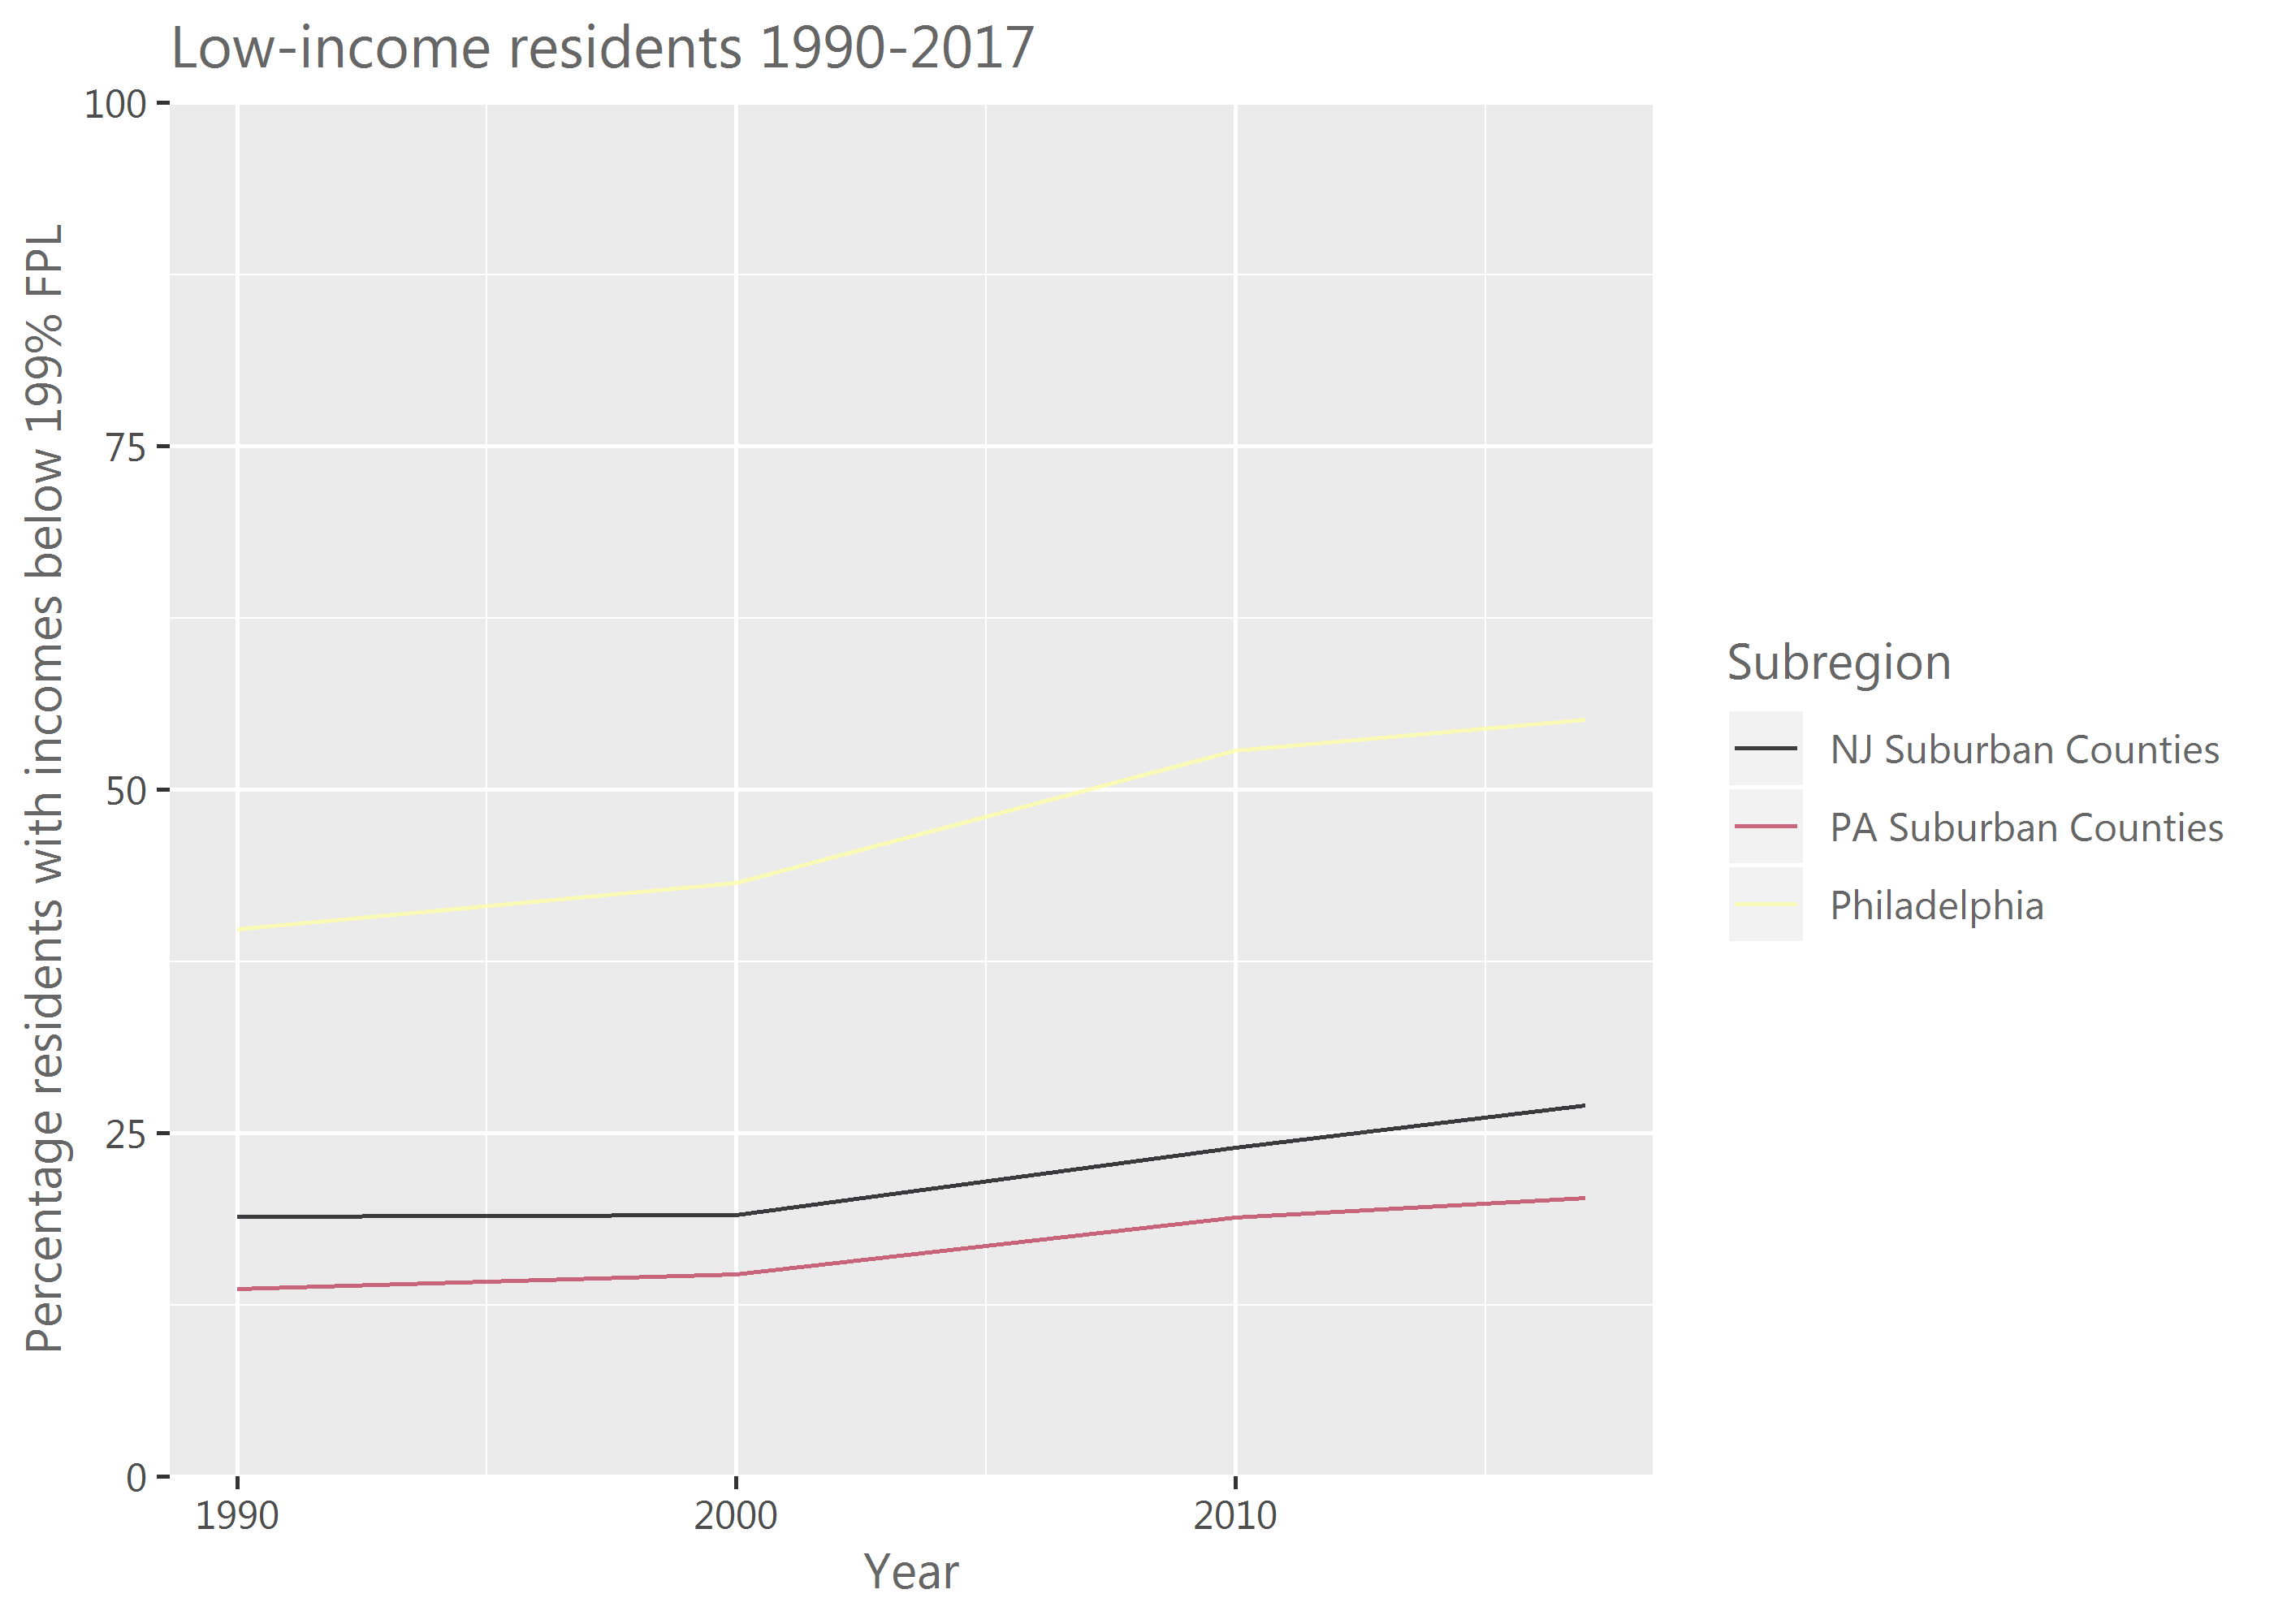 Low-income residents 1990-2017
Percentage residents with incomes below 199% FPL
100
75
50
25
0
1990
2000
2010
Year
Subregion
NJ Suburban Counties
PA Suburban Counties
Philadelphia